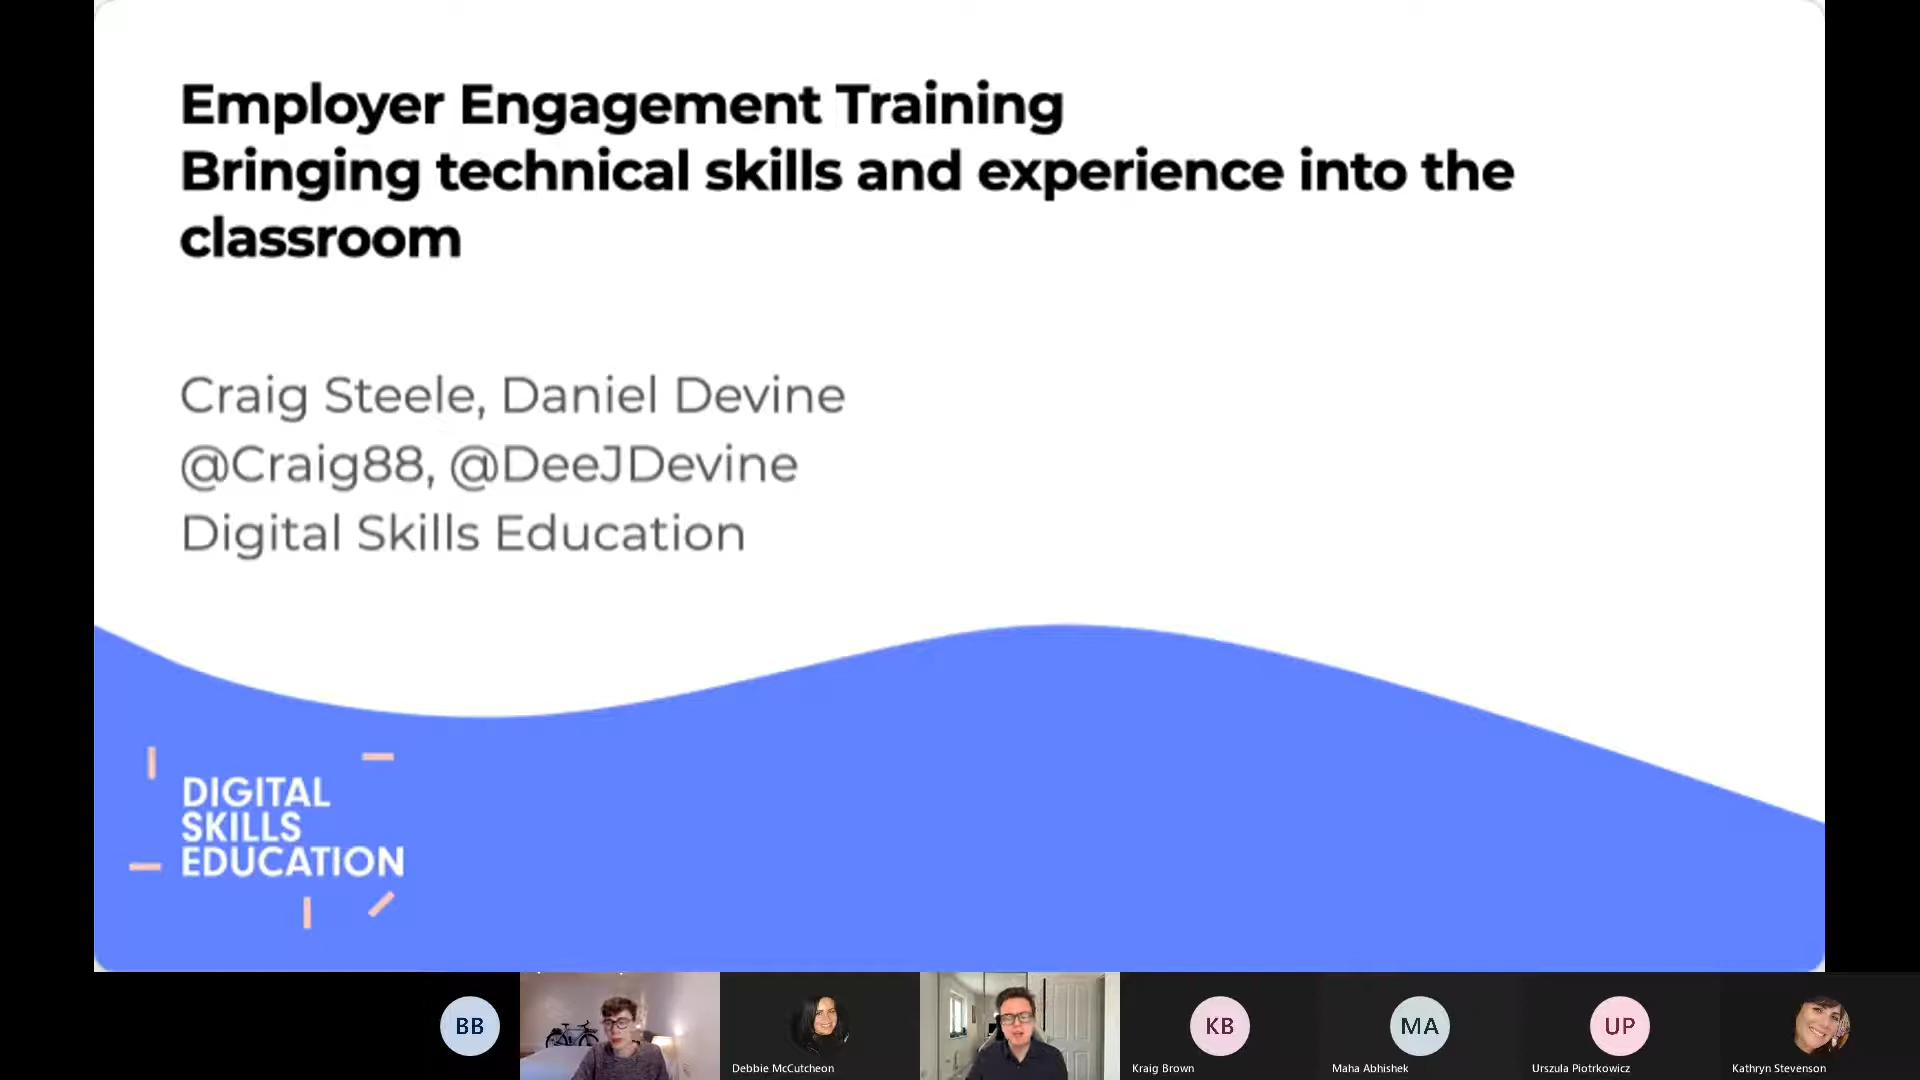 Employer Engagement Training
Bringing technical skills and experience into the
classroom
Craig Steele, Daniel Devine
@Craig88, @DeeJDevine
Digital Skills Education
DIGITAL
SKILLS
EDUCATION
BB
KB
MA
UP
Debbie McCutcheon
Kraig Brown
Maha Abhishek
Urszula Piotrkowicz
Kathryn Stevenson